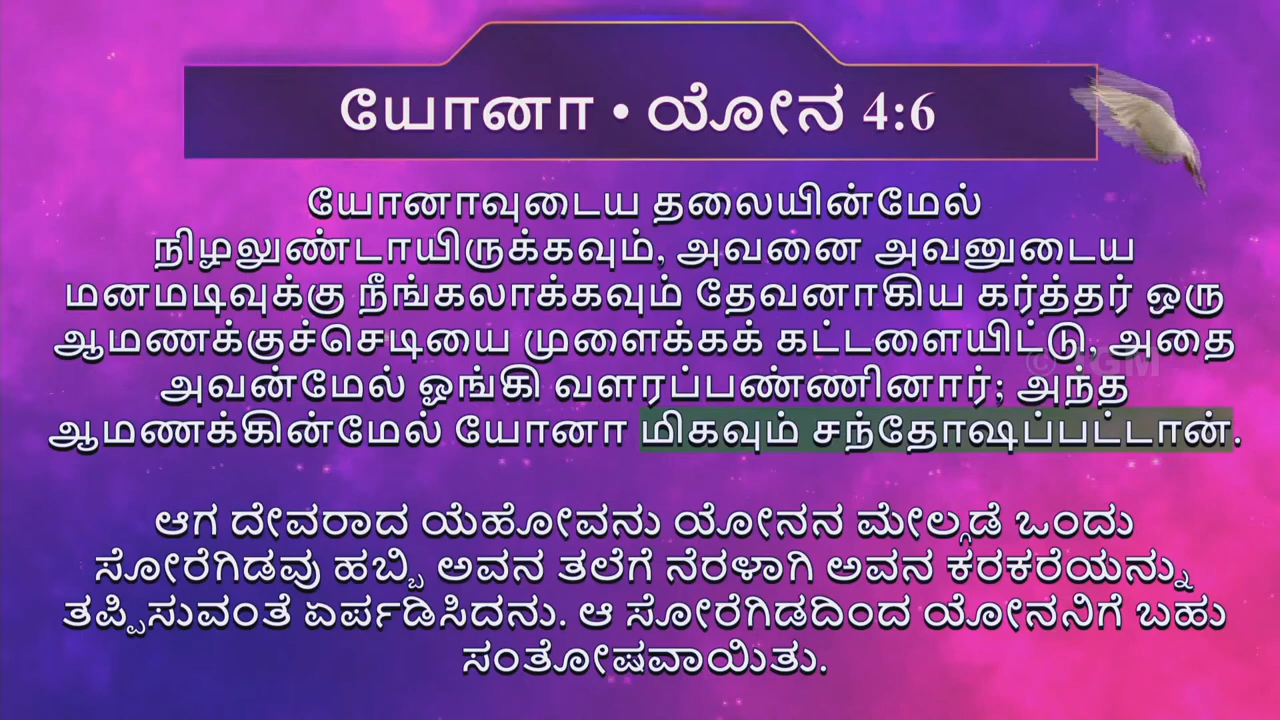 யோனா • ಯೋನ 4:6
யோனாவுடைய தலையின்மேல்
நிழலுண்டாயிருக்கவும், அவனை அவனுடைய
மனமடிவுக்கு நீங்கலாக்கவும் தேவனாகிய கர்த்தர் ஒரு
ஆமணக்குச்செடியை முளைக்கக் கட்டளையிட்டு, அதை
அவன்மேல் ஓங்கி வளரப்பண்ணினார்; அந்த
ஆமணக்கின்மேல் யோனா மிகவும் சந்தோஷப்பட்டான்.
ಆಗ ದೇವರಾದ ಯೆಹೋವನು ಯೋನನ ಮೇಲ್ಗಡೆ ಒಂದು
ಸೋರೆಗಿಡವು ಹಬ್ಬಿ ಅವನ ತಲೆಗೆ ನೆರಳಾಗಿ ಅವನ ಕರಕರೆಯನ್ನು
ತಪ್ಪಿಸುವಂತೆ ಏರ್ಪಡಿಸಿದನು. ಆ ಸೋರೆಗಿಡದಿಂದ ಯೋನನಿಗೆ ಬಹು
ಸಂತೋಷವಾಯಿತು.